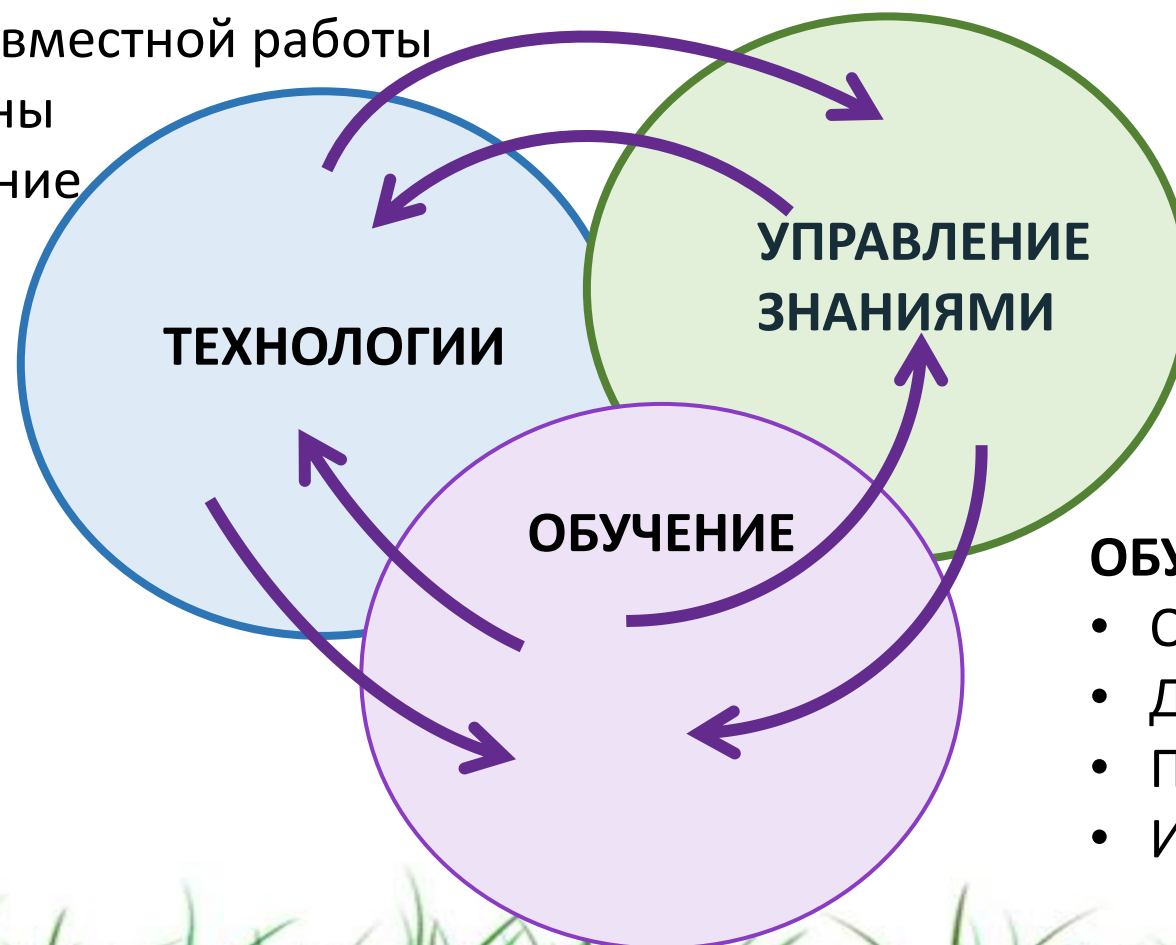 вместной работы
ны
ние
УПРАВЛЕНИЕ
ЗНАНИЯМИ
ТЕХНОЛОГИИ
ОБУЧЕНИЕ
ОБУ
•
• Д
• П
• И